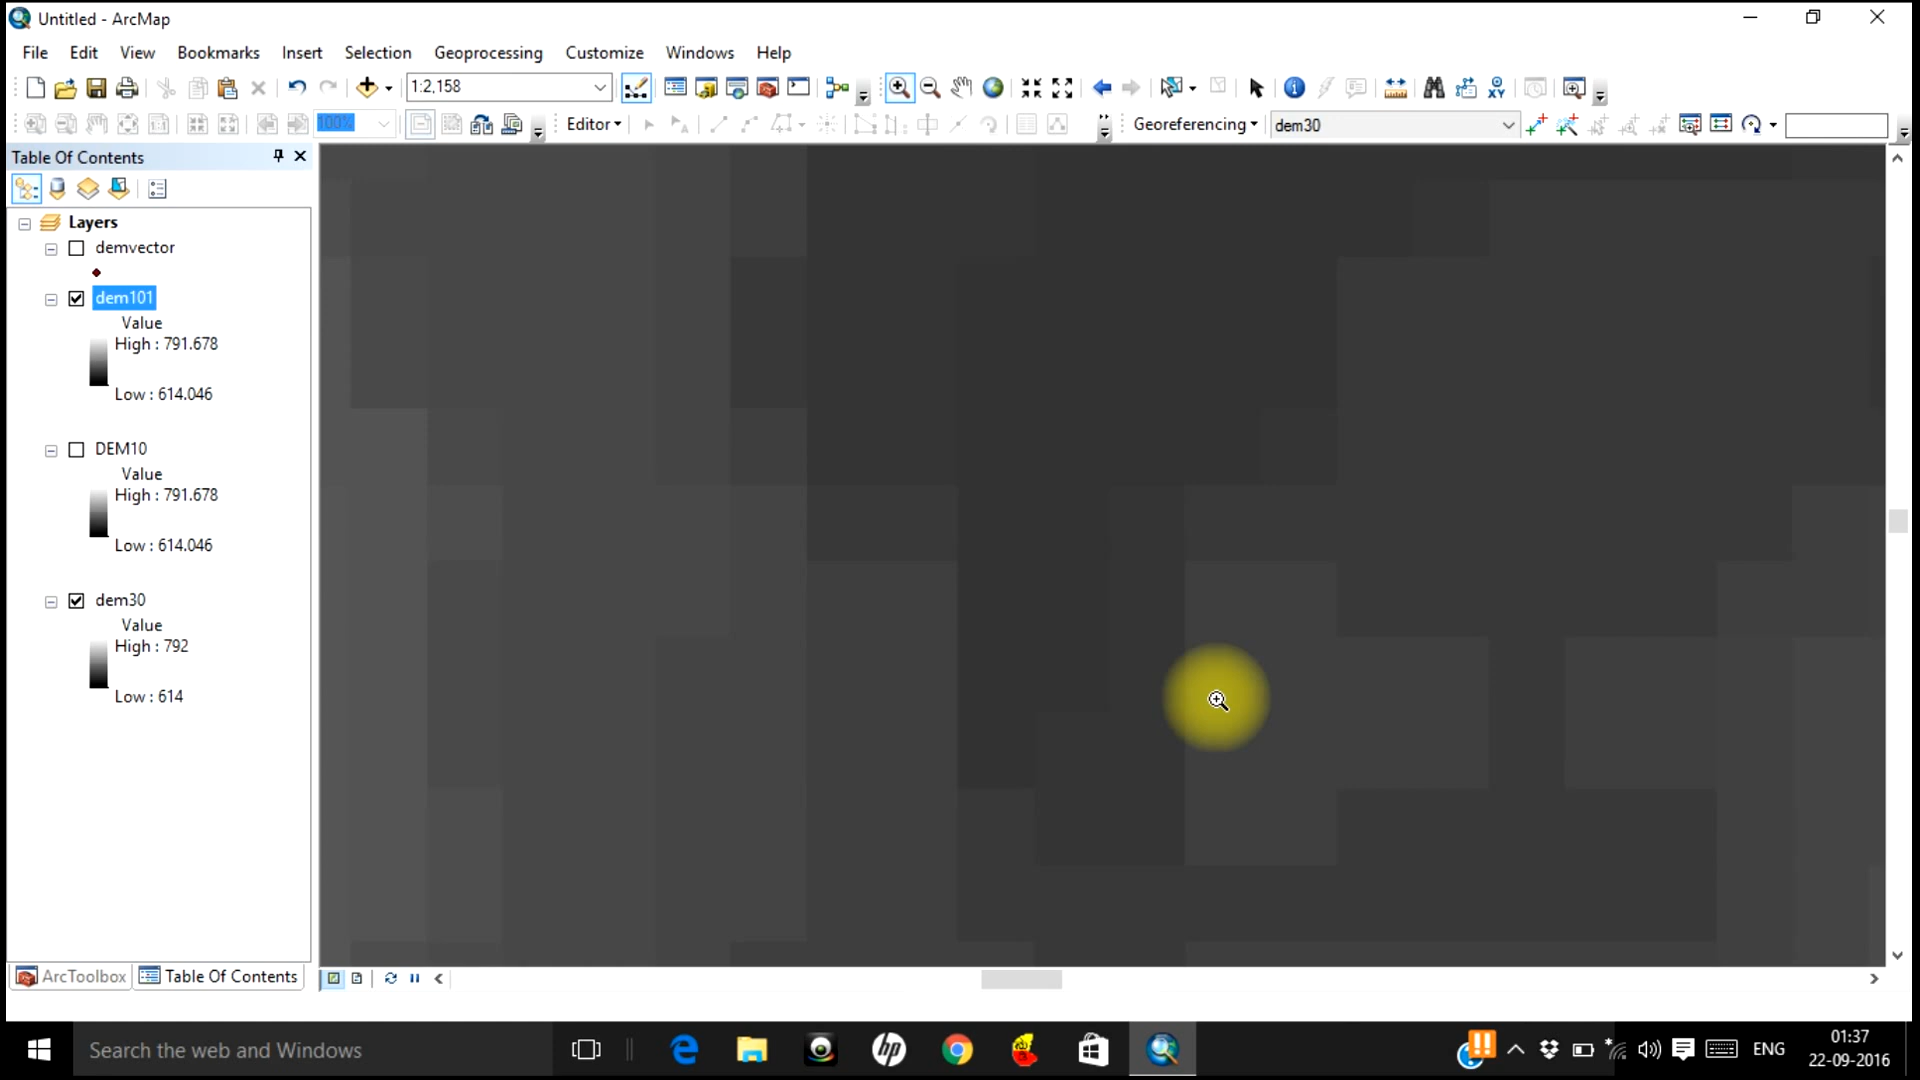 Untitled - ArcMap
File Edit View Bookmarks Insert Selection Geoprocessing Customize Windows Help
1:2,158
XY
100%
Editor
Georeferencing
dem30
Table Of Contents
Layers
demvector
dem101
Value
High : 791.678
Low : 614.046
DEM10
Value
High : 791.678
Low : 614.046
dem30
Value
High : 792
Low : 614
ArcToolbox
Table Of Contents
Search the web and Windows
hp
ENG
01:37
22-09-2016